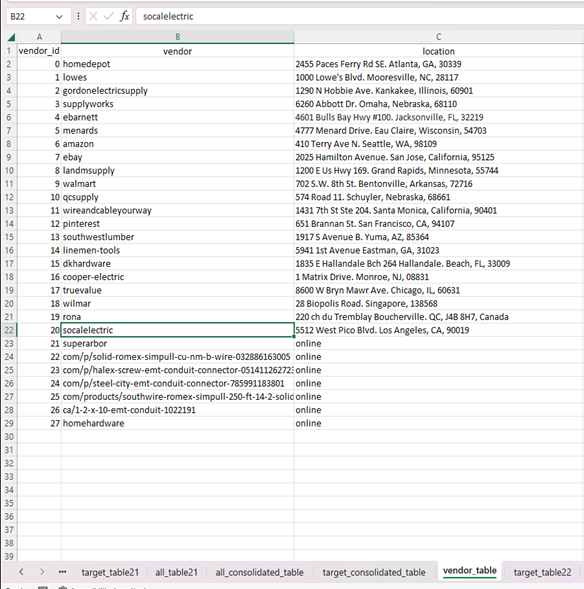 B22 fx socalelectric
A B C
1 vendor_id vendor location
2 0 homedepot 2455 Paces Ferry Rd SE. Atlanta, GA, 30339
3 1 lowes 1000 Lowe's Blvd. Mooresville, NC, 28117
4 2 gordonelectricsupply 1290 N Hobbie Ave. Kankakee, Illinois, 60901
5 3 supplyworks 6260 Abbott Dr. Omaha, Nebraska, 68110
6 4 ebarnett 4601 Bulls Bay Hwy #100. Jacksonville, FL, 32219
7 5 menards 4777 Menard Drive. Eau Claire, Wisconsin, 54703
8 6 amazon 410 Terry Ave N. Seattle, WA, 98109
9 7 ebay 2025 Hamilton Avenue. San Jose, California, 95125
10 8 landmsupply 1200 E Us Hwy 169. Grand Rapids, Minnesota, 55744
11 9 walmart 702 S.W. 8th St. Bentonville, Arkansas, 72716
12 10 qcsupply 574 Road 11. Schuyler, Nebraska, 68661
13 11 wireandcableyourway 1431 7th St Ste 204. Santa Monica, California, 90401
14 12 pinterest 651 Brannan St. San Francisco, CA, 94107
15 13 southwestlumber 1917 S Avenue B. Yuma, AZ, 85364
16 14 linemen-tools 5941 1st Avenue Eastman, GA, 31023
17 15 dkhardware 1835 E Hallandale Bch 264 Hallandale. Beach, FL, 33009
18 16 cooper-electric 1 Matrix Drive. Monroe, NJ, 08831
19 17 truevalue 8600 W Bryn Mawr Ave. Chicago, IL, 60631
20 18 wilmar 28 Biopolis Road. Singapore, 138568
21 19 rona 220 ch du Tremblay Boucherville. QC, J4B 8H7, Canada
22 20 socalelectric 5512 West Pico Blvd. Los Angeles, CA, 90019
23 21 superarbor online
24 22 com/p/solid-romex-simpull-cu-nm-b-wire-032886163005 online
25 23 com/p/halex-screw-emt-conduit-connector-051411262723 online
26 24 com/p/steel-city-emt-conduit-connector-785991183801 online
27 25 com/products/southwire-romex-simpull-250-ft-14-2-solid online
28 26 ca/1-2-x-10-emt-conduit-1022191 online
29 27 homehardware online
30
31
32
33
34
35
36
37
38
39
target_table21 all_table21 all_consolidated_table target_consolidated_table vendor_table target_table22